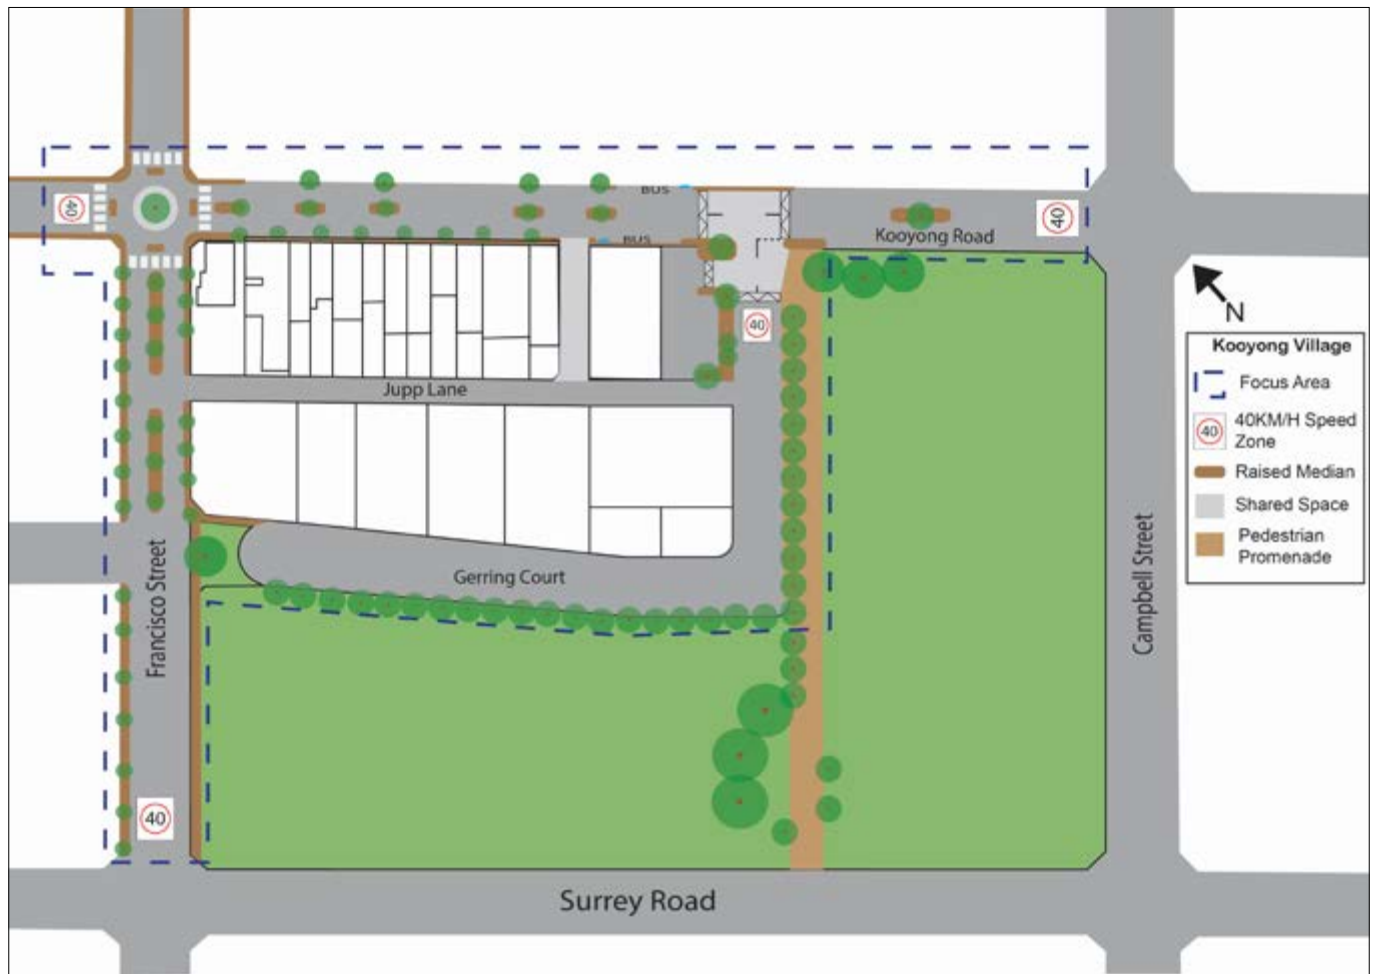 BUS
40
40
BUS
Kooyong Road
N
40
Kooyong Village
Focus Area
40
40KM/H Speed
Zone
Raised Median
Shared Space
Pedestrian
Promenade
Jupp Lane
Gerring Court
Francisco Street
Campbell Street
40
Surrey Road